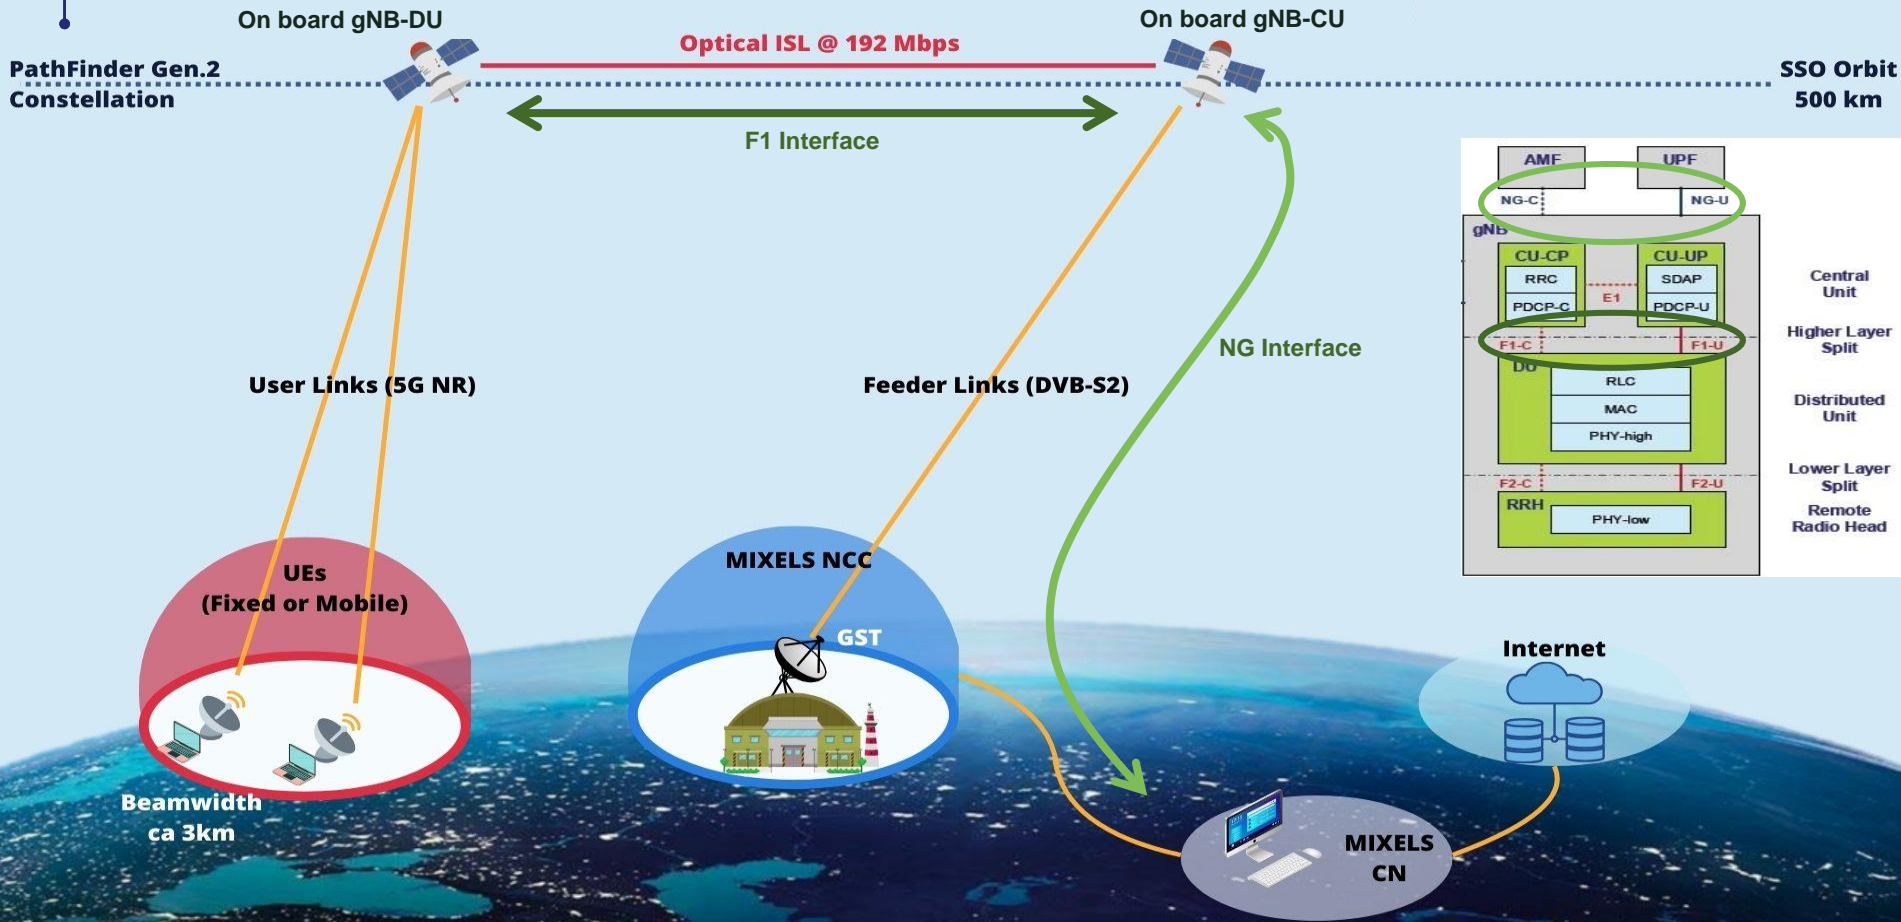 On board gNB-DU
On board gNB-CU
Optical ISL @ 192 Mbps
PathFinder Gen.2
Constellation
SSO Orbit
500 km
F1 Interface
AMF
UPF
NG-C
NG-U
gNB
CU-CP
CU-UP
RRC
SDAP
E1
PDCP-C
PDCP-U
Central
Unit
Higher Layer
Split
F1-C
F1-U
DU
RLC
MAC
PHY-high
Distributed
Unit
Lower Layer
Split
F2-C
F2-U
RRH
PHY-low
Remote
Radio Head
NG Interface
User Links (5G NR)
Feeder Links (DVB-S2)
UEs
(Fixed or Mobile)
MIXELS NCC
GST
Internet
Beamwidth
ca 3km
MIXELS
CN